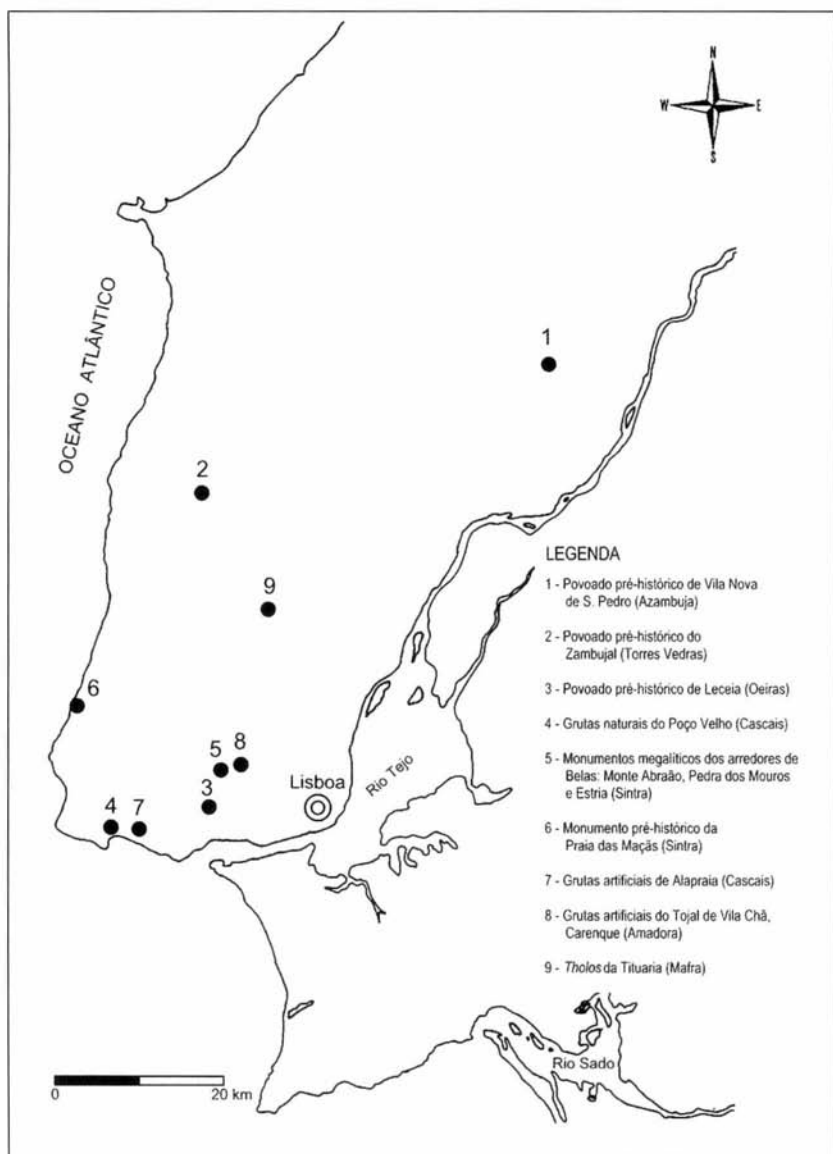 N
W E
S
OCEANO ATLÂNTICO
1
2
9
6
5 8
3
Lisboa
4 7
Rio Tejo
LEGENDA
1 - Povoado pré-histórico de Vila Nova
de S. Pedro (Azambuja)
2 - Povoado pré-histórico do
Zambujal (Torres Vedras)
3 - Povoado pré-histórico de Leceia (Oeiras)
4 - Grutas naturais do Poço Velho (Cascais)
5 - Monumentos megalíticos dos arredores de
Belas: Monte Abraão, Pedra dos Mouros
e Estria (Sintra)
6 - Monumento pré-histórico da
Praia das Maçãs (Sintra)
7 - Grutas artificiais de Alapraia (Cascais)
8 - Grutas artificiais do Tojal de Vila Chã,
Carenque (Amadora)
9 - Tholos da Tituaria (Mafra)
Rio Sado
0 20 km